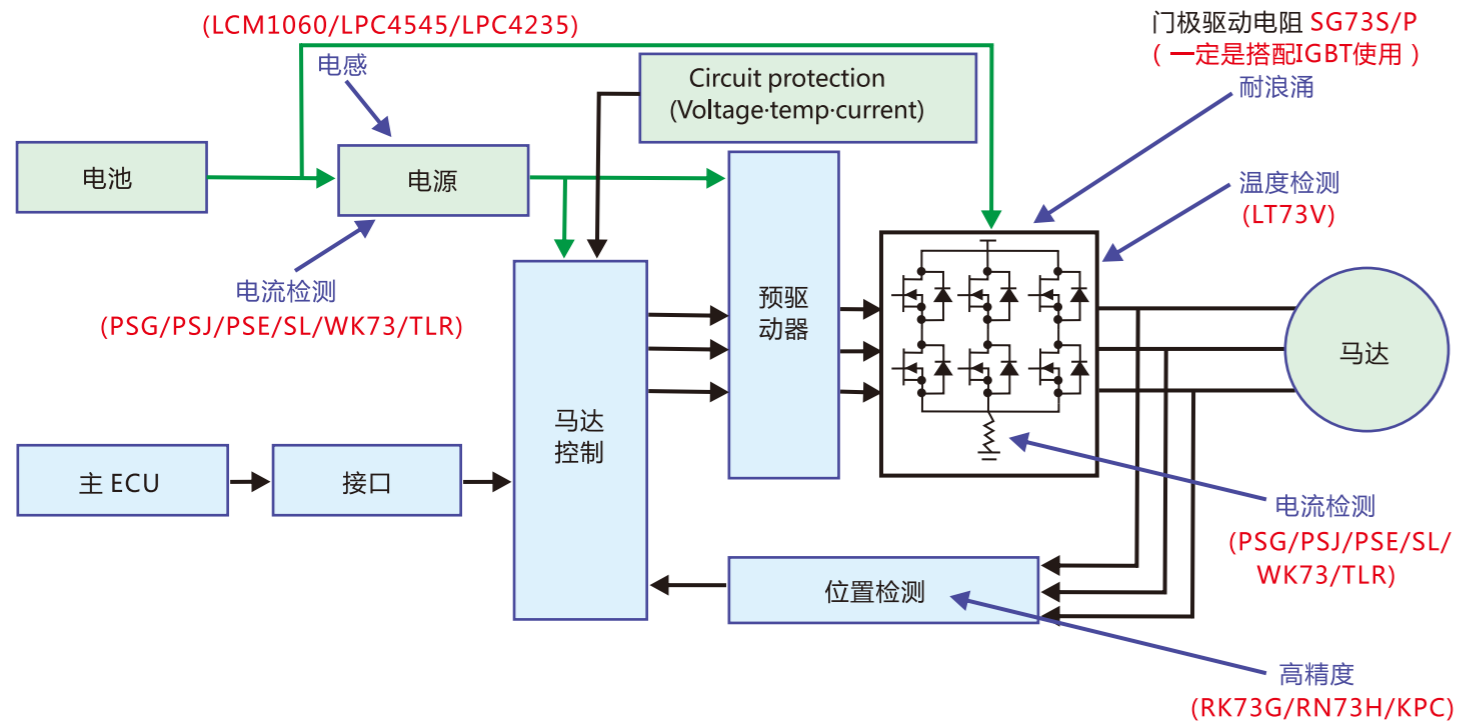 (LCM1060/LPC4545/LPC4235)
电感
门极驱动电阻 SG73S/P
（一定是搭配IGBT使用）
耐浪涌
Circuit protection
(Voltage·temp·current)
电池
电源
温度检测
(LT73V)
电流检测
(PSG/PSJ/PSE/SL/WK73/TLR)
预驱
动器
马达
马达
控制
主 ECU
接口
电流检测
(PSG/PSJ/PSE/SL/
WK73/TLR)
位置检测
高精度
(RK73G/RN73H/KPC)